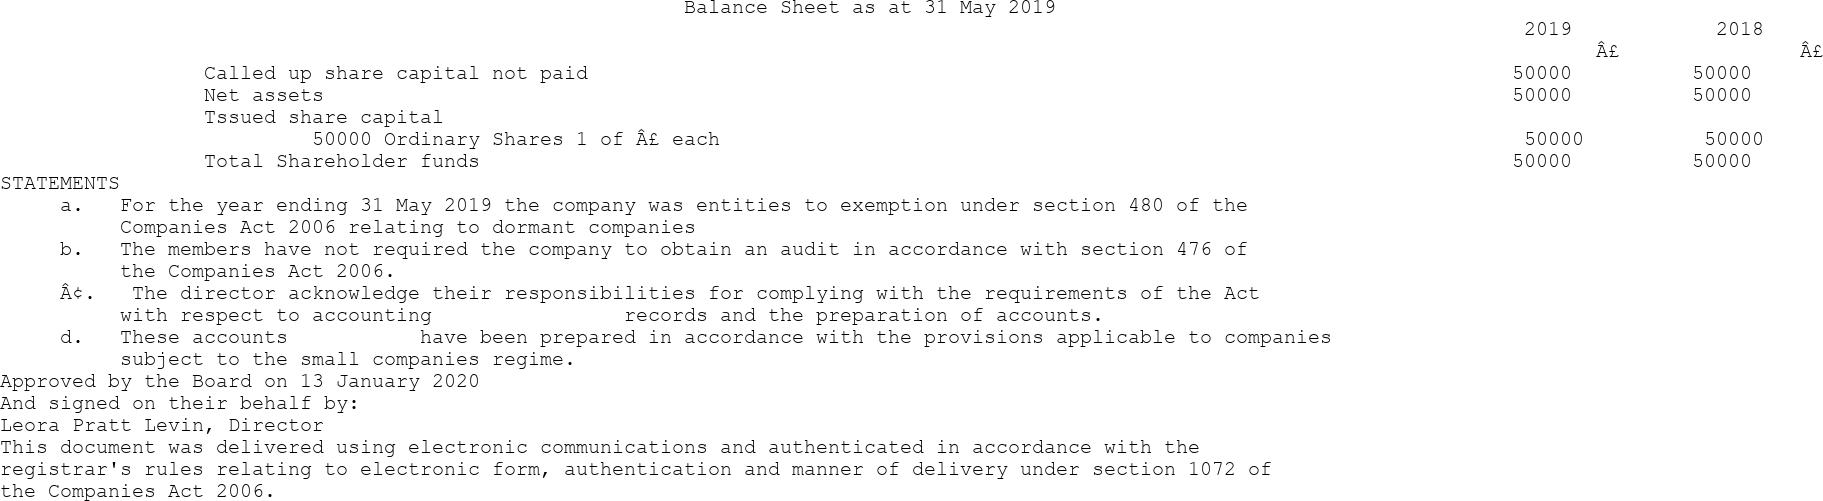 Balance Sheet as at 31 May 2019
2019 2018
Â£ Â£
Called up share capital not paid 50000 50000
Net assets 50000 50000
Tssued share capital
50000 Ordinary Shares 1 of Â£ each 50000 50000
Total Shareholder funds 50000 50000
STATEMENTS
a. For the year ending 31 May 2019 the company was entities to exemption under section 480 of the
Companies Act 2006 relating to dormant companies
b. The members have not required the company to obtain an audit in accordance with section 476 of
the Companies Act 2006.
Â¢. The director acknowledge their responsibilities for complying with the requirements of the Act
with respect to accounting records and the preparation of accounts.
d. These accounts have been prepared in accordance with the provisions applicable to companies
subject to the small companies regime.
Approved by the Board on 13 January 2020
And signed on their behalf by:
Leora Pratt Levin, Director
This document was delivered using electronic communications and authenticated in accordance with the
registrar's rules relating to electronic form, authentication and manner of delivery under section 1072 of
the Companies Act 2006.